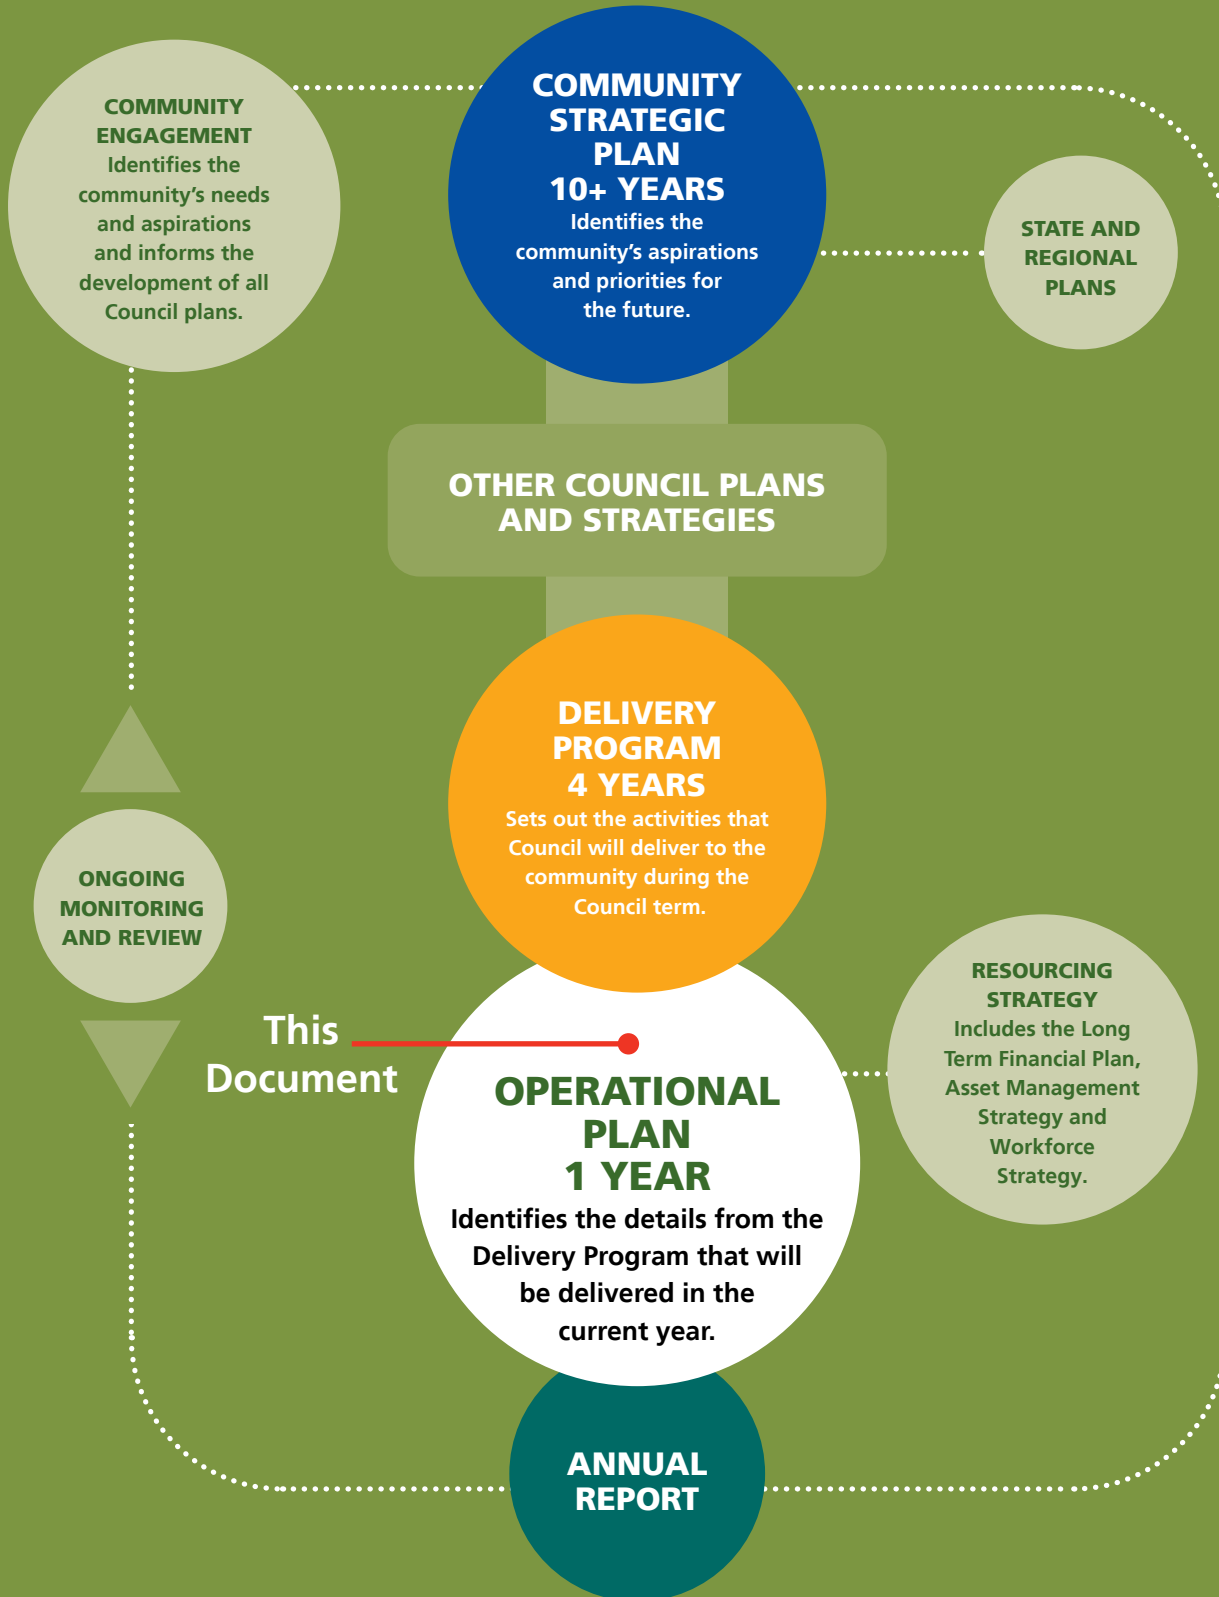 COMMUNITY
ENGAGEMENT
Identifies the
community's needs
and aspirations
and informs the
development of all
Council plans.
COMMUNITY
STRATEGIC
PLAN
10+ YEARS
Identifies the
community's aspirations
and priorities for
the future.
STATE AND
REGIONAL
PLANS
OTHER COUNCIL PLANS
AND STRATEGIES
DELIVERY
PROGRAM
4 YEARS
Sets out the activities that
Council will deliver to the
community during the
Council term.
ONGOING
MONITORING
AND REVIEW
This
Document
OPERATIONAL
PLAN
1 YEAR
Identifies the details from the
Delivery Program that will
be delivered in the
current year.
RESOURCING
STRATEGY
Includes the Long
Term Financial Plan,
Asset Management
Strategy and
Workforce
Strategy.
ANNUAL
REPORT